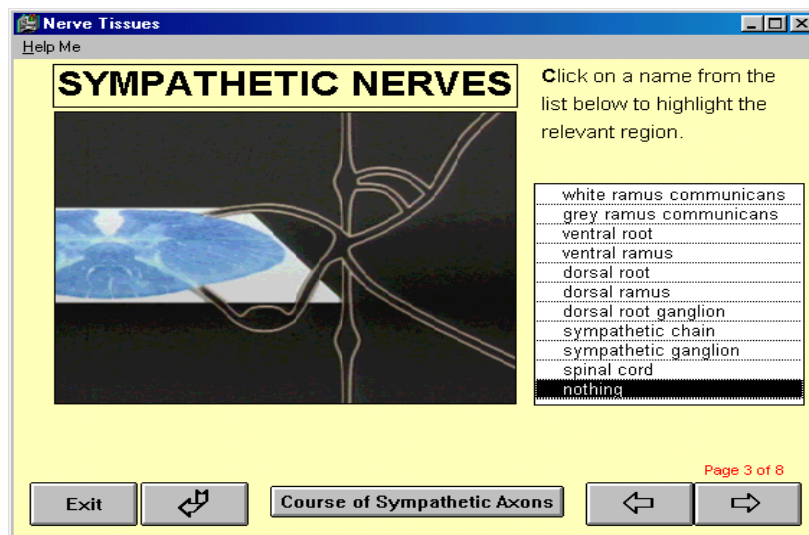 Nerve Tissues
Help Me
SYMPATHETIC NERVES
Click on a name from the
list below to highlight the
relevant region.
white ramus communicans
grey ramus communicans
ventral root
ventral ramus
dorsal root
dorsal ramus
dorsal root ganglion
sympathetic chain
sympathetic ganglion
spinal cord
nothing
Page 3 of 8
Exit
Course of Sympathetic Axons